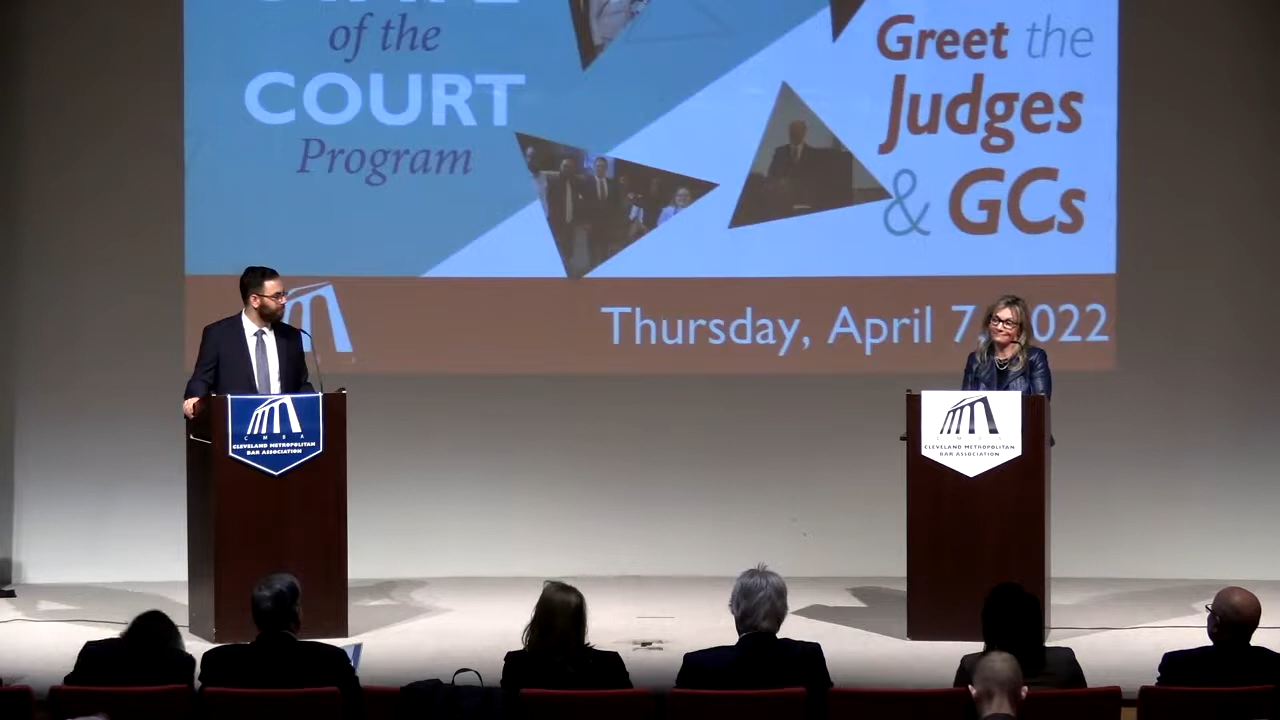 of the
COURT
Program
Greet the
Judges
& GCs
Thursday, April 7, 2022
C M B A
CLEVELAND METROPOLITAN
BAR ASSOCIATION
C M B A
CLEVELAND METROPOLITAN
BAR ASSOCIATION